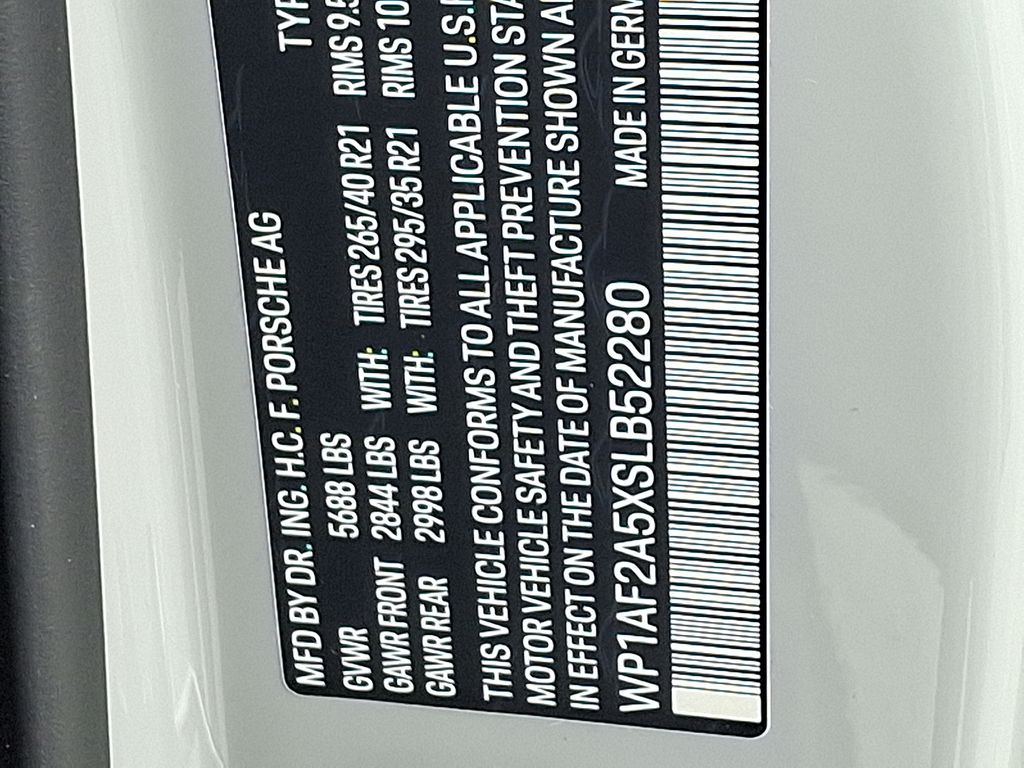 MFD BY DR. ING. H.C. F. PORSCHE AG
GVWR 5688 LBS
GAWR FRONT 2844 LBS WITH: TIRES 265/40 R21 RIMS 9.5
GAWR REAR 2998 LBS WITH: TIRES 295/35 R21 RIMS 10
THIS VEHICLE CONFORMS TO ALL APPLICABLE U.S.
MOTOR VEHICLE SAFETY AND THEFT PREVENTION
IN EFFECT ON THE DATE OF MANUFACTURE SHOWN
WP1AF2A5XSLB52280 MADE IN